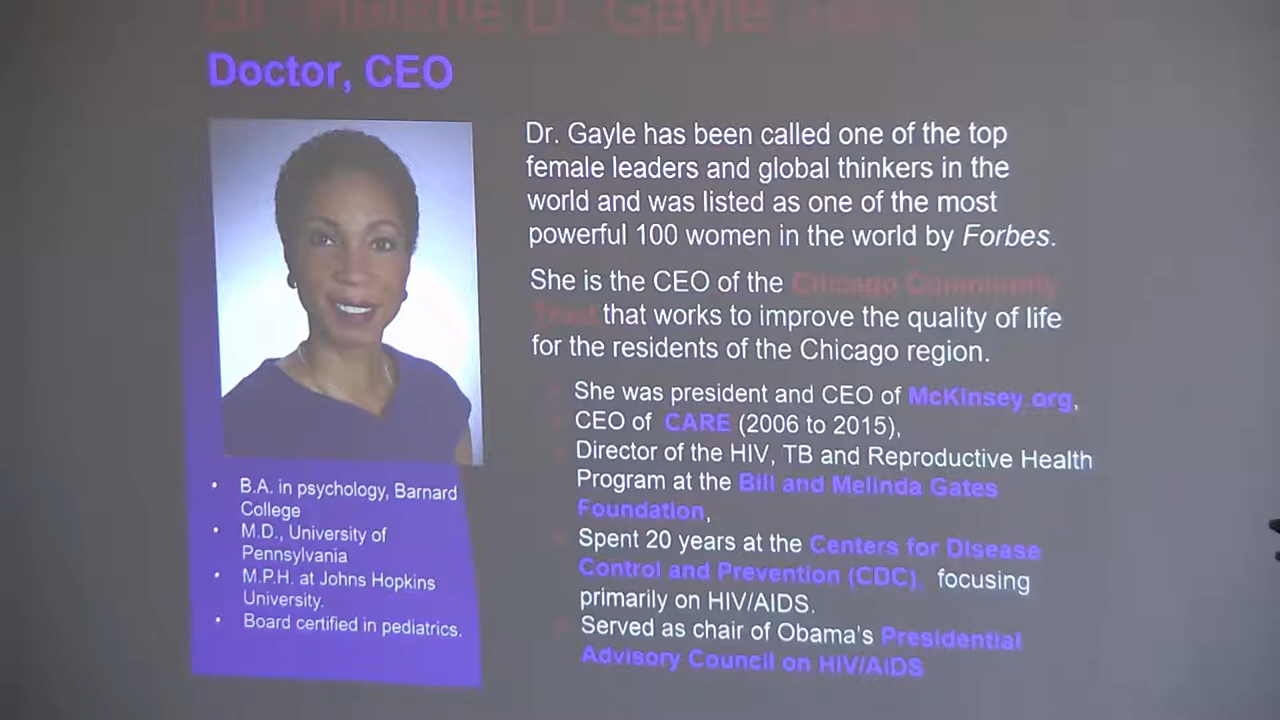 Dr. Helene D. Gayle
Doctor, CEO
Dr. Gayle has been called one of the top
female leaders and global thinkers in the
world and was listed as one of the most
powerful 100 women in the world by Forbes.
She is the CEO of the Chicago Community
Trust that works to improve the quality of life
for the residents of the Chicago region.
• She was president and CEO of McKinsey.org,
• CEO of CARE (2006 to 2015),
• Director of the HIV, TB and Reproductive Health
Program at the Bill and Melinda Gates
Foundation,
• Spent 20 years at the Centers for Disease
Control and Prevention (CDC), focusing
primarily on HIV/AIDS.
• Served as chair of Obama's Presidential
Advisory Council on HIV/AIDS
• B.A. in psychology, Barnard
College
• M.D., University of
Pennsylvania
• M.P.H. at Johns Hopkins
University.
• Board certified in pediatrics.